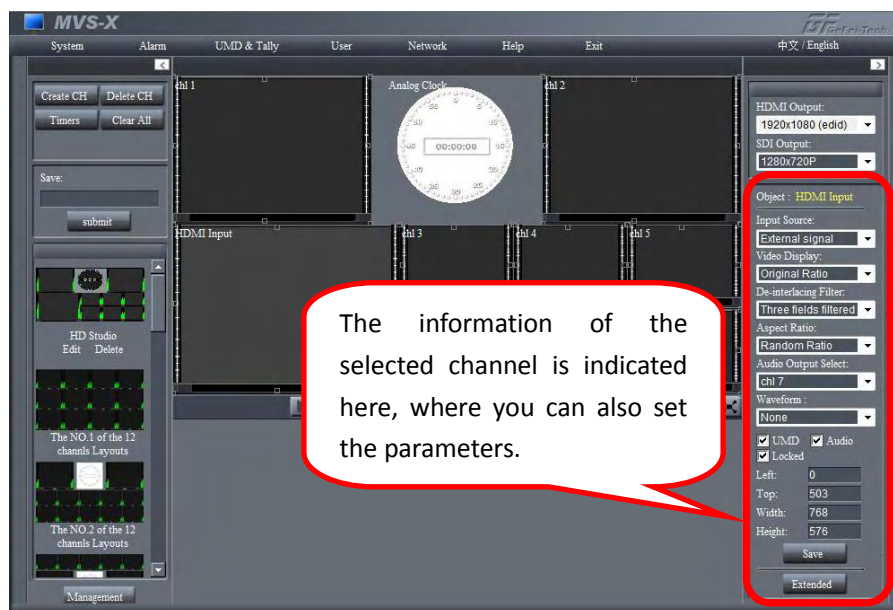 MVS-X
GeFei-Tech
System Alarm UMD & Tally User Network Help Exit 中文 / English
Create CH Delete CH
Timers Clear All
Save:
submit
HD Studio
Edit Delete
The NO.1 of the 12
channls Layouts
The NO.2 of the 12
channls Layouts
Management
chl 1
Analog Clock
00:00:00
chl 2
HDMI Input
chl 3
chl 4
chl 5
The information of the
selected channel is indicated
here, where you can also set
the parameters.
HDMI Output:
1920x1080 (edid)
SDI Output:
1280x720P
Object : HDMI Input
Input Source:
External signal
Video Display:
Original Ratio
De-interlacing Filter:
Three fields filtered
Aspect Ratio:
Random Ratio
Audio Output Select:
chl 7
Waveform :
None
UMD Audio
Locked
Left: 0
Top: 503
Width: 768
Height: 576
Save
Extended